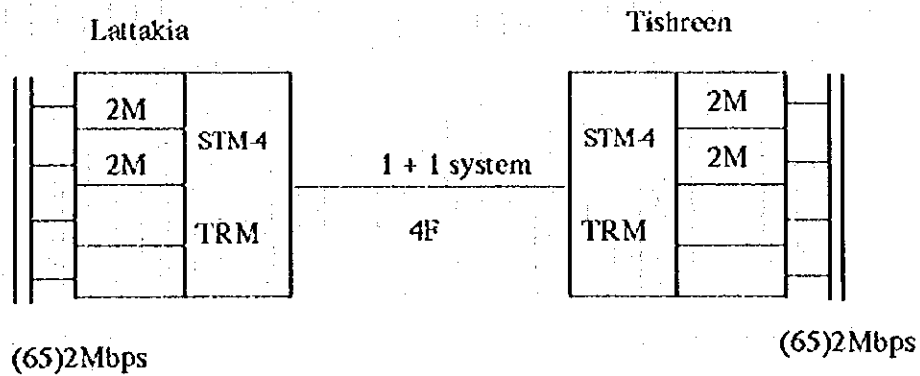 Lattakia
Tishreen
2M
2M
STM-4
TRM
1 + 1 system
4F
STM-4
TRM
2M
2M
(65)2Mbps
(65)2Mbps